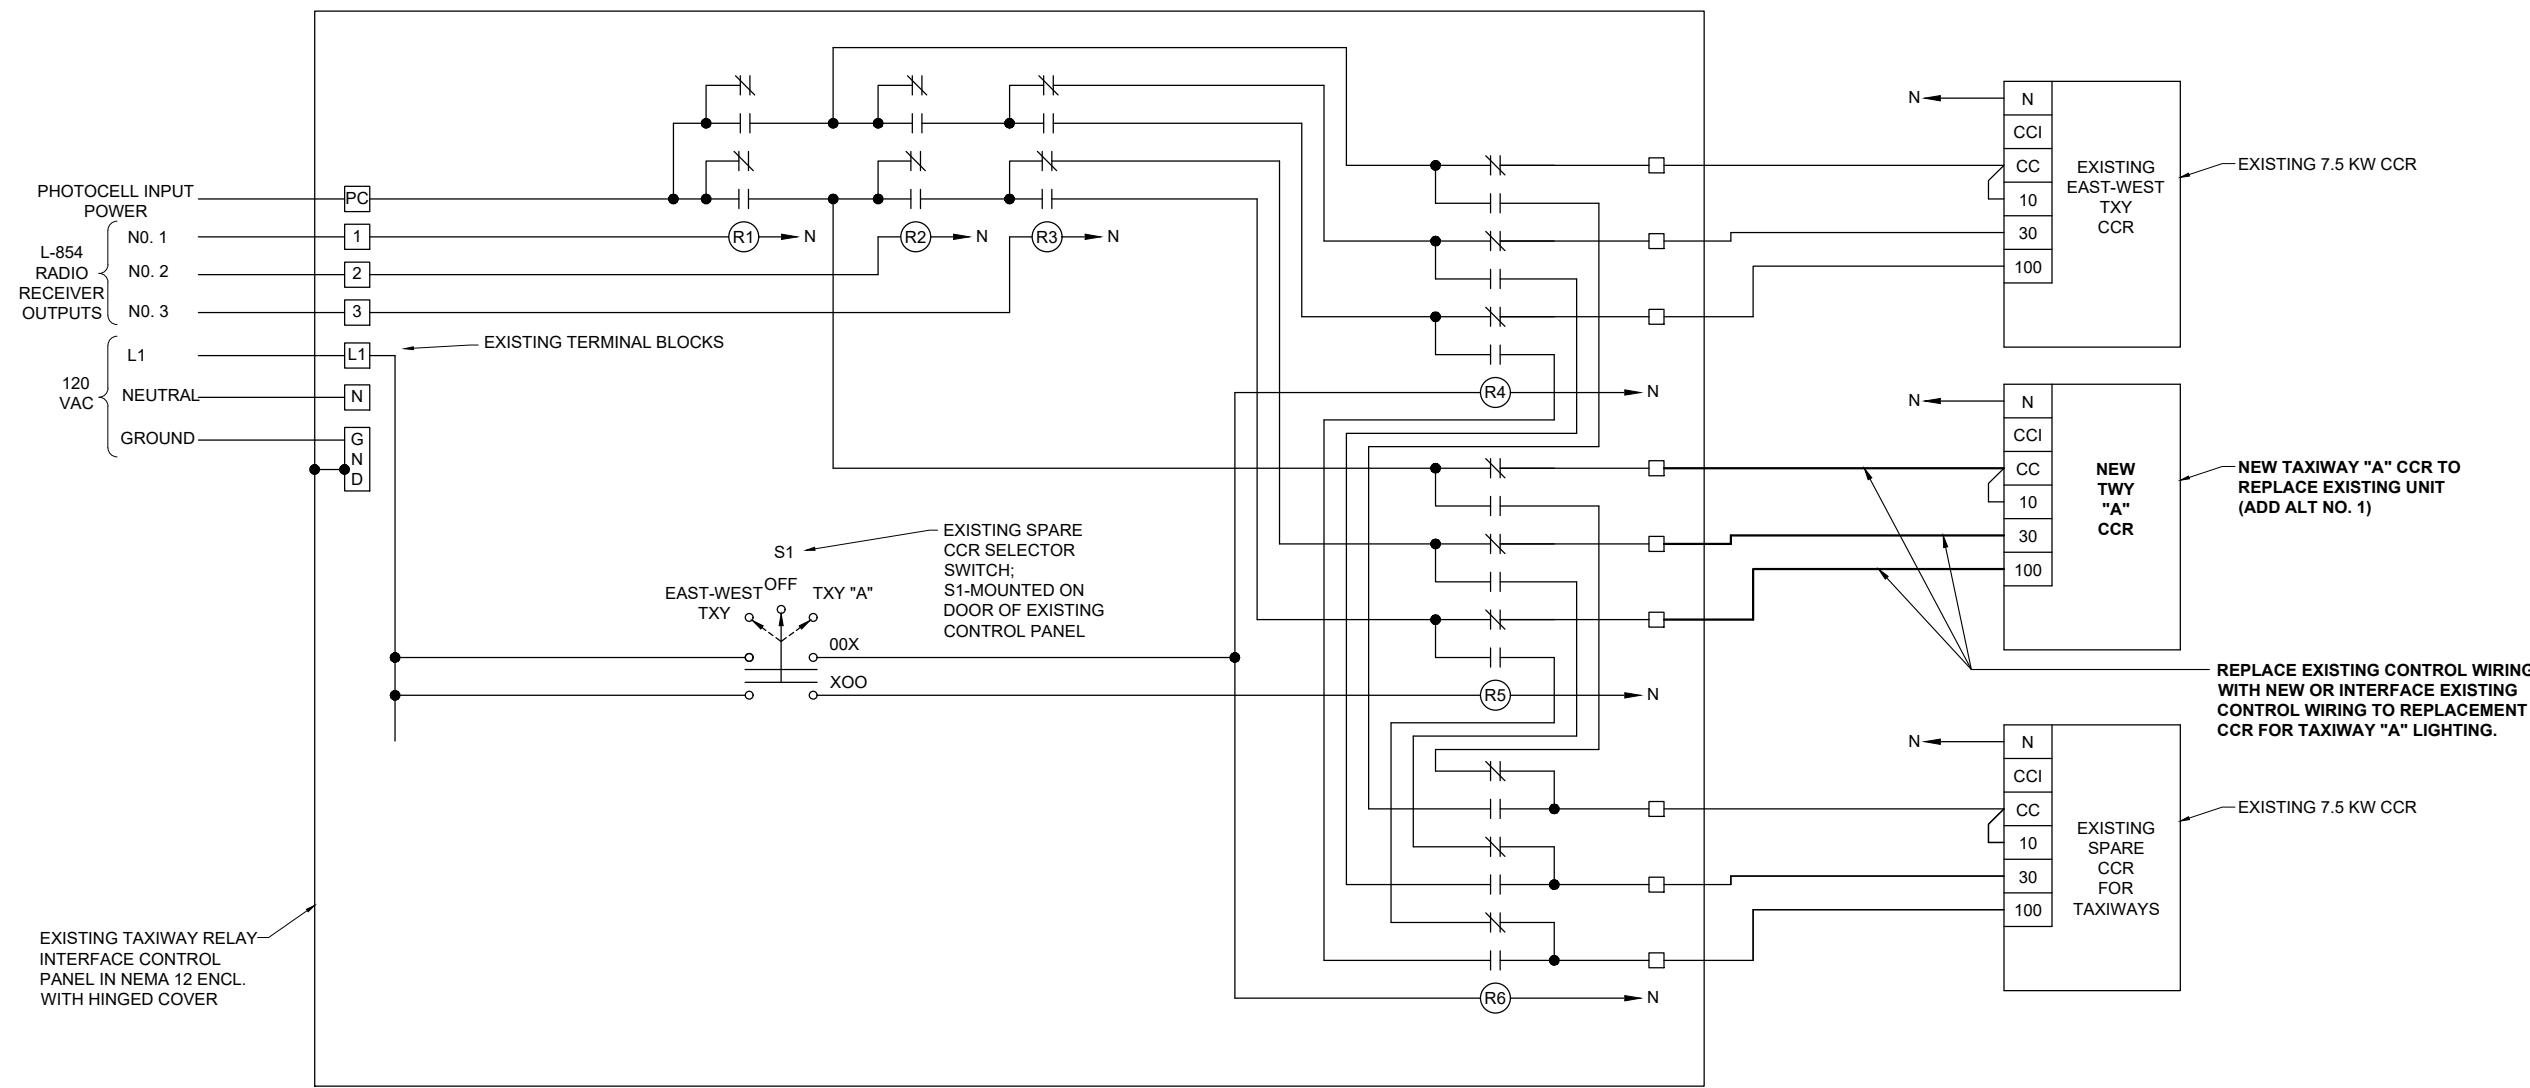 PHOTOCELL INPUT
POWER
PC
L-854
RADIO
RECEIVER
OUTPUTS
N0. 1
N0. 2
N0. 3
1
2
3
R1
N
R2
N
R3
N
120
VAC
L1
NEUTRAL
GROUND
L1
N
G
N
D
EXISTING TERMINAL BLOCKS
S1
EAST-WEST
TXY
OFF
TXY "A"
00X
XOO
EXISTING SPARE
CCR SELECTOR
SWITCH;
S1-MOUNTED ON
DOOR OF EXISTING
CONTROL PANEL
R4
N
R5
N
R6
N
EXISTING TAXIWAY RELAY
INTERFACE CONTROL
PANEL IN NEMA 12 ENCL.
WITH HINGED COVER
N
N
CCI
CC
10
30
100
EXISTING
EAST-WEST
TXY
CCR
EXISTING 7.5 KW CCR
N
N
CCI
CC
10
30
100
NEW
TWY
"A"
CCR
NEW TAXIWAY "A" CCR TO
REPLACE EXISTING UNIT
(ADD ALT NO. 1)
REPLACE EXISTING CONTROL WIRING
WITH NEW OR INTERFACE EXISTING
CONTROL WIRING TO REPLACEMENT
CCR FOR TAXIWAY "A" LIGHTING.
N
N
CCI
CC
10
30
100
EXISTING
SPARE
CCR
FOR
TAXIWAYS
EXISTING 7.5 KW CCR